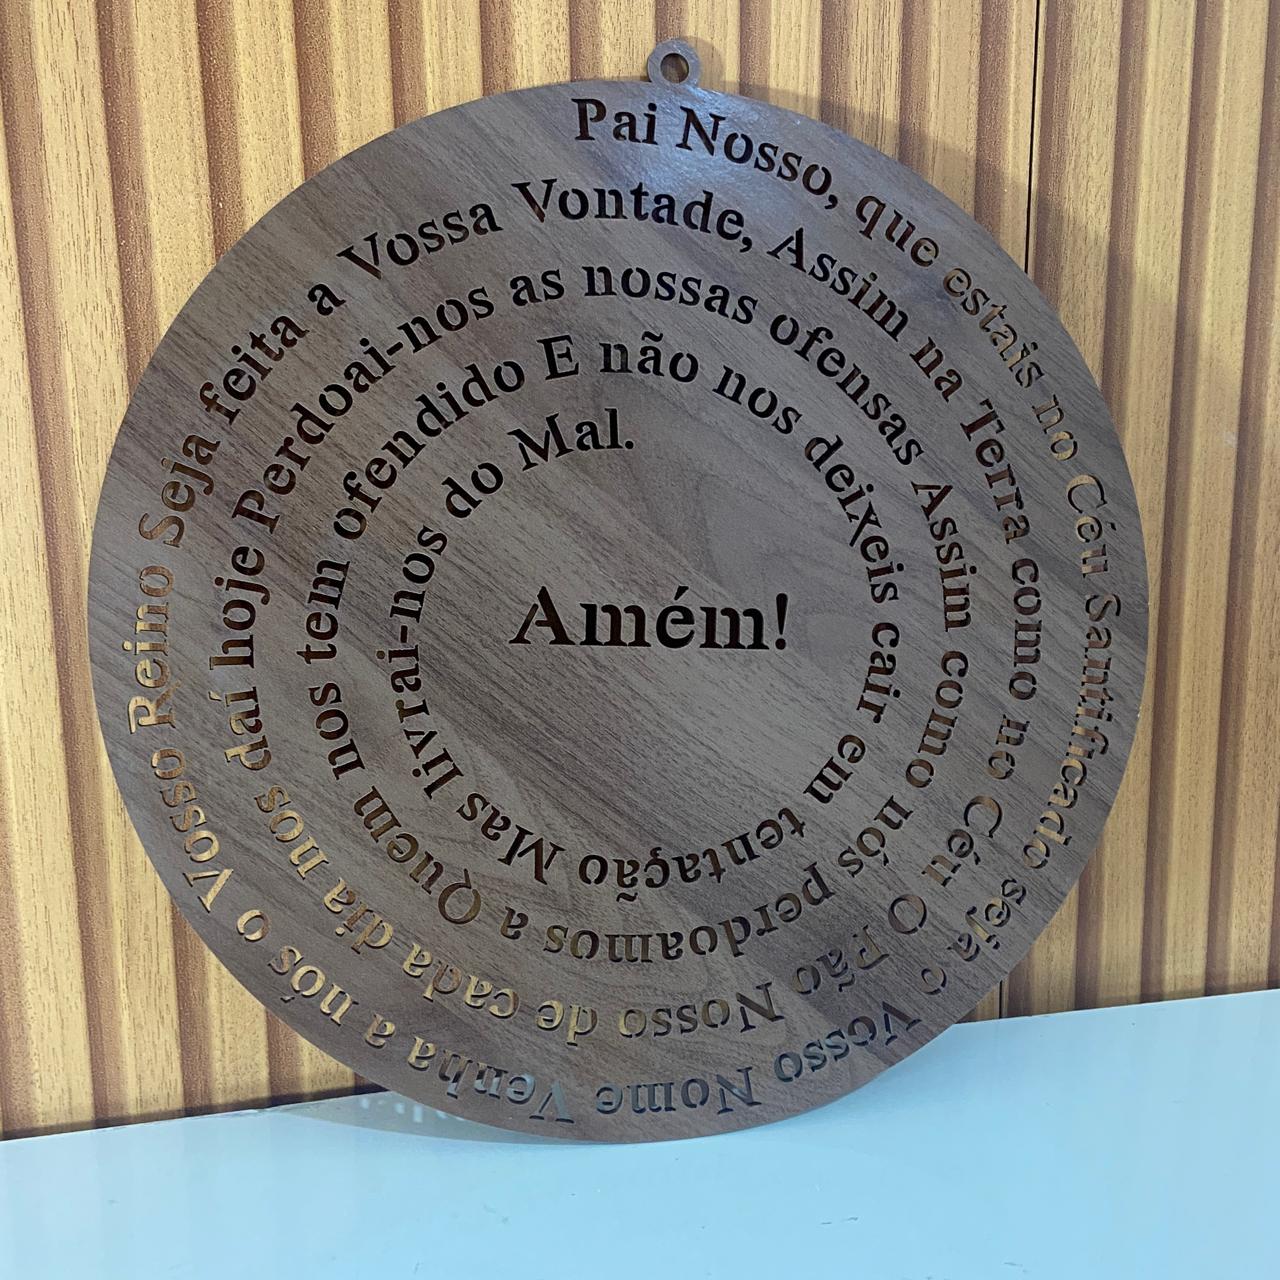 Pai Nosso, que estais no Céu Santificado seja o Vosso Nome Venha a nós o Vosso Reino Seja feita a Vossa Vontade, Assim na Terra como no Céu O Pão Nosso de cada dia nos daí hoje Perdoai-nos as nossas ofensas Assim como nós perdoamos a Quem nos tem ofendido E não nos deixeis cair em tentação Mas livrai-nos do Mal.
Amém!